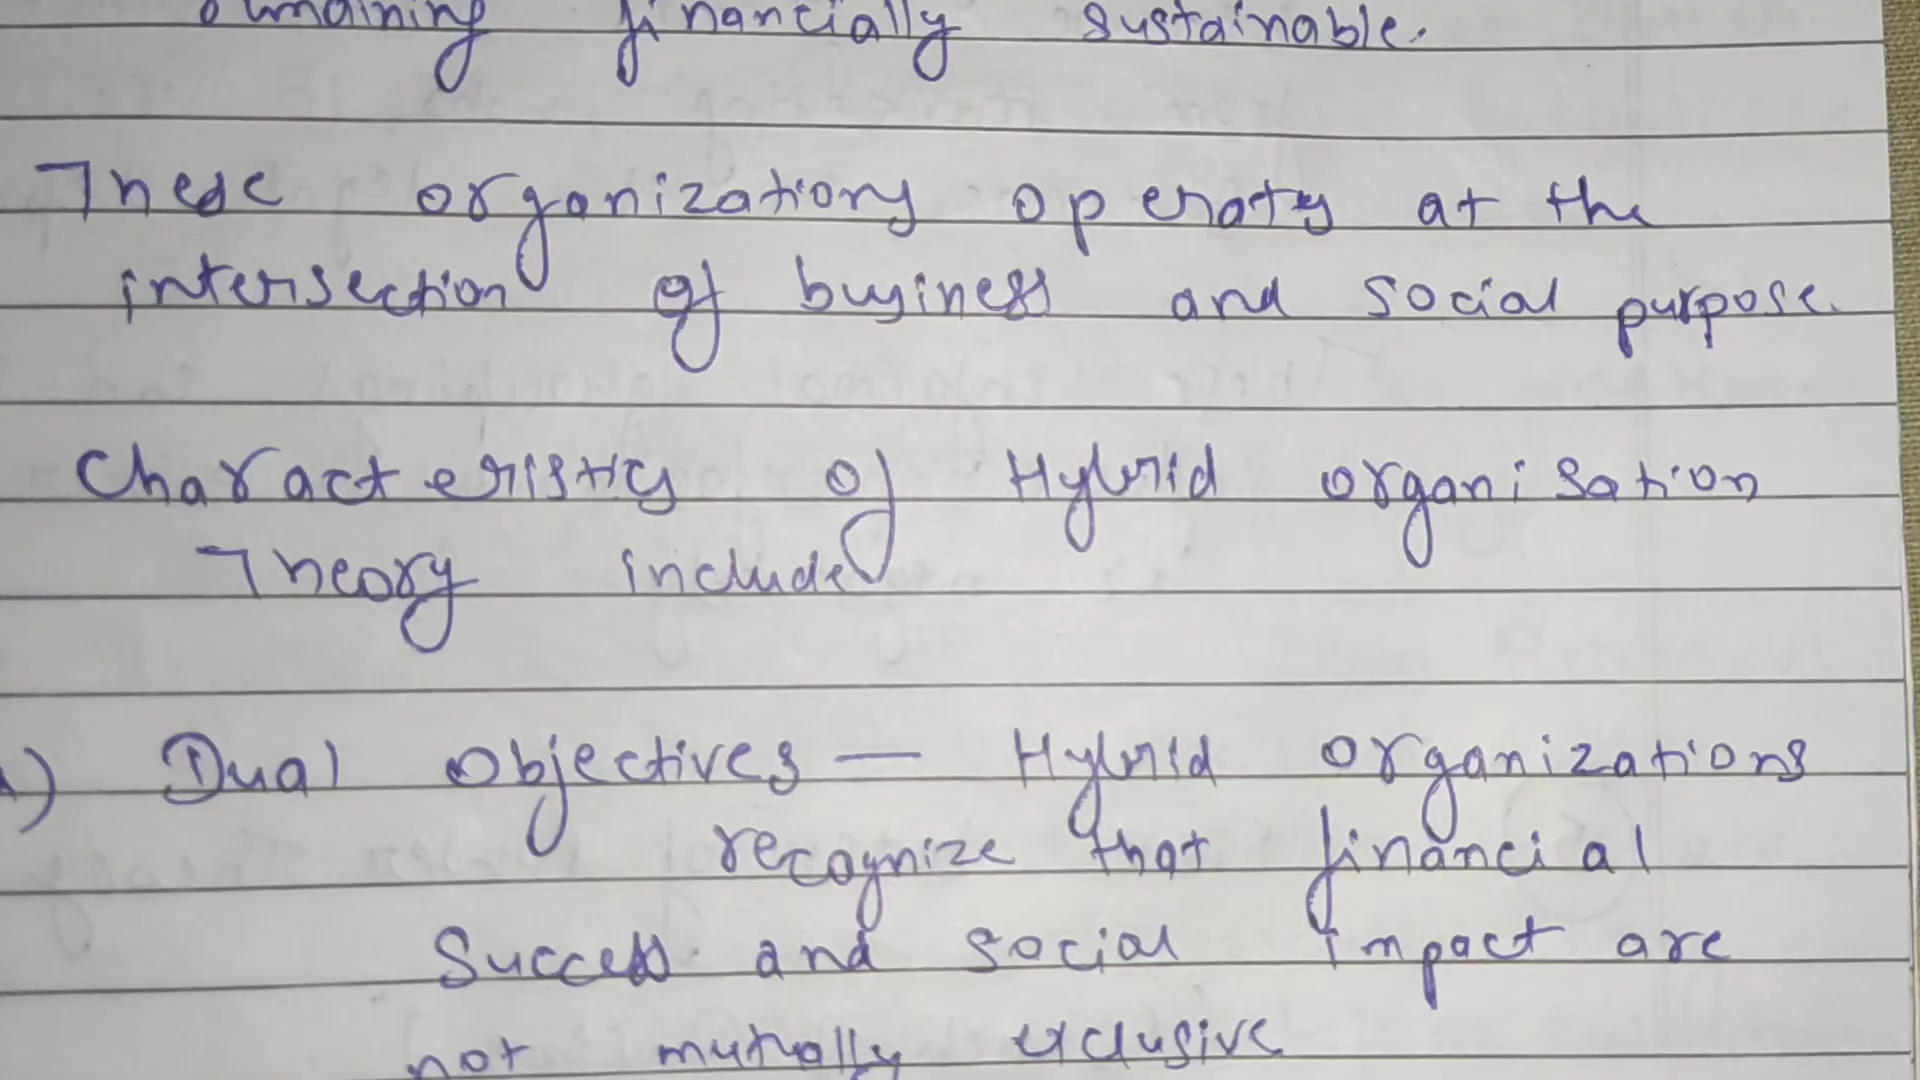 financially sustainable.
These organizations operates at the
intersection of business and social purpose.
Characteristics of Hybrid organisation
Theory include
Dual Objectives — Hybrid organizations
recognize that financial
Success and social impact are
not mutually exclusive